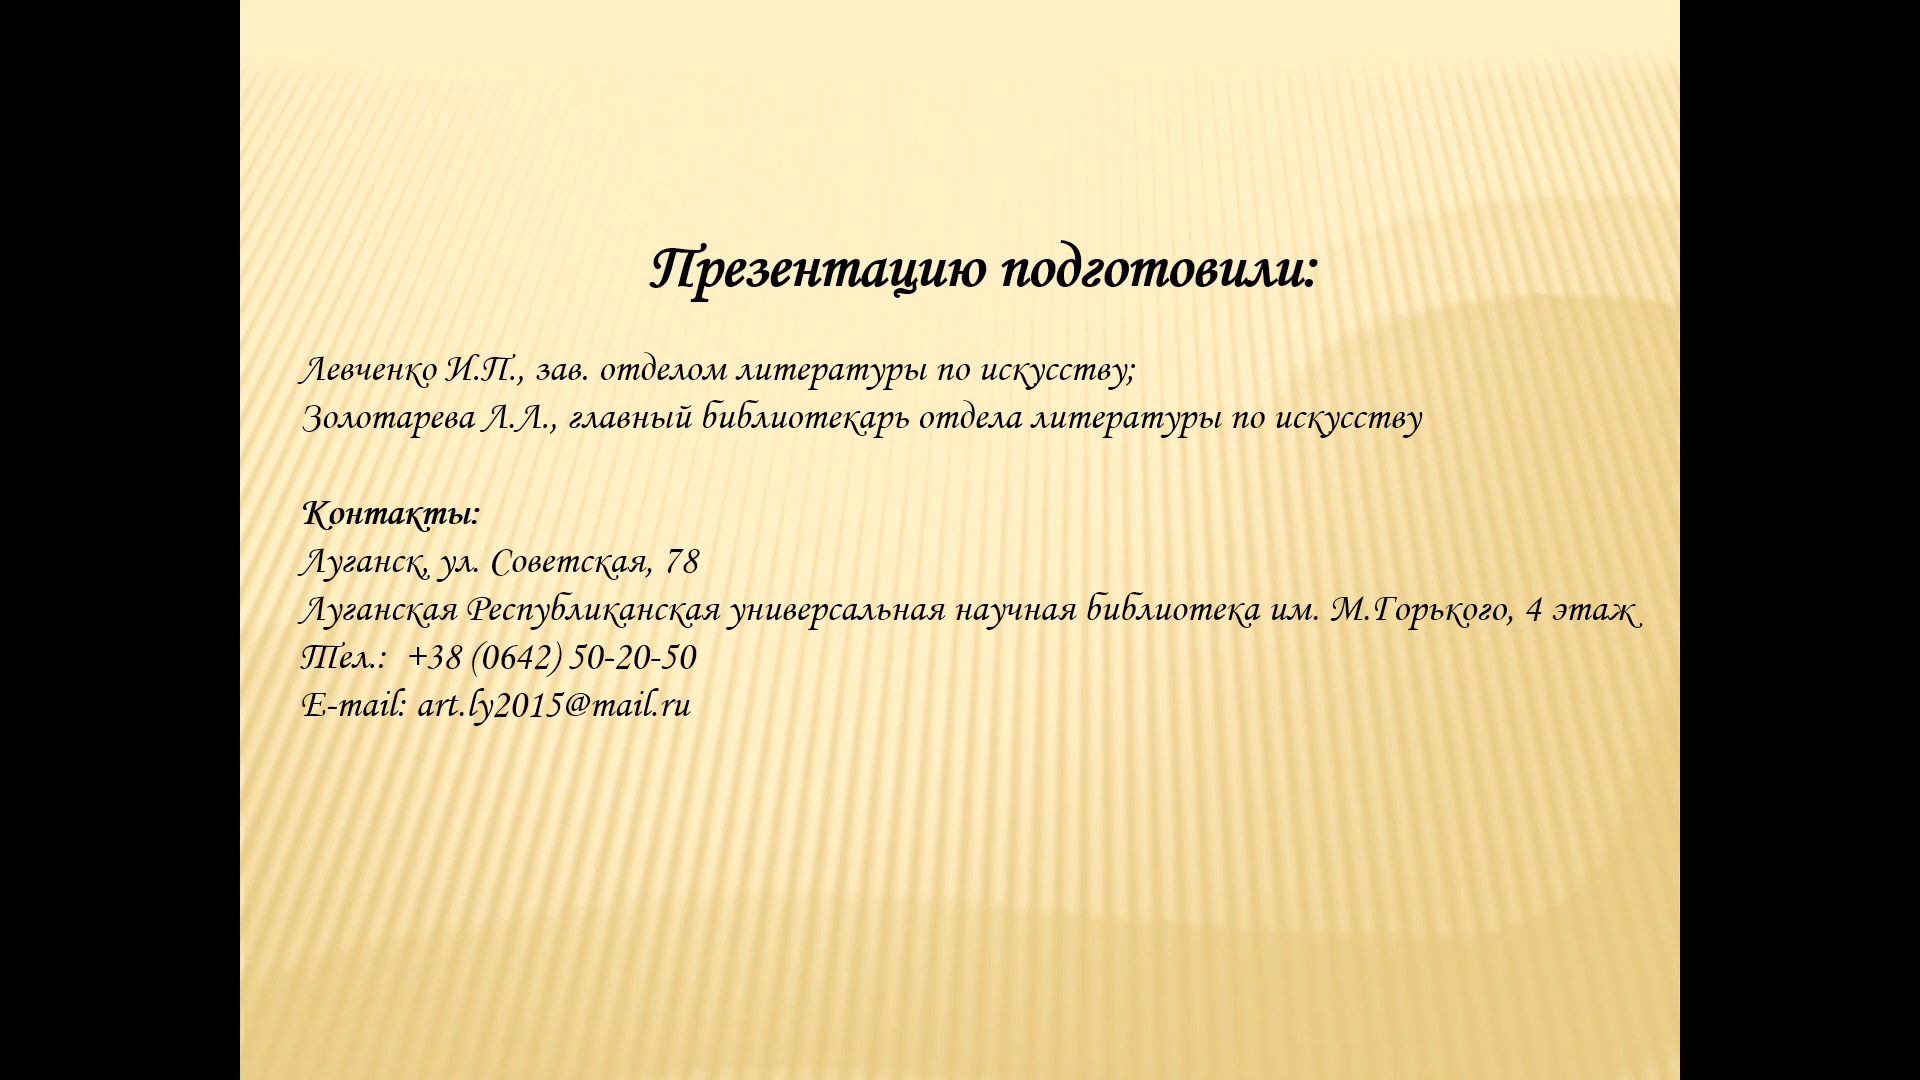 Презентацию подготовили:
Левченко И.П., зав. отделом литературы по искусству;
Золотарева Л.Л., главный библиотекарь отдела литературы по искусству
Контакты:
Луганск, ул. Советская, 78
Луганская Республиканская универсальная научная библиотека им. М.Горького, 4 этаж
Тел.:  +38 (0642) 50-20-50
E-mail: art.ly2015@mail.ru